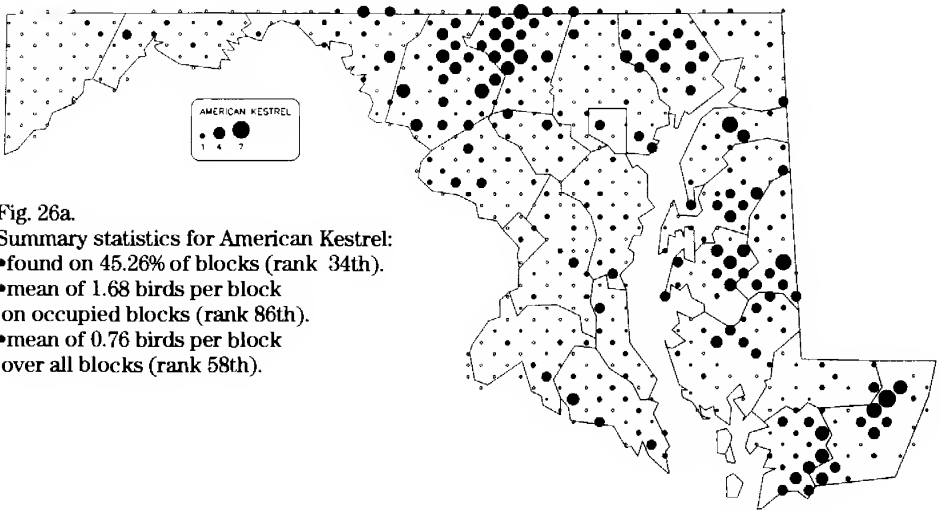 AMERICAN KESTREL
1 4 7
Fig. 26a.
Summary statistics for American Kestrel:
•found on 45.26% of blocks (rank 34th).
•mean of 1.68 birds per block
on occupied blocks (rank 86th).
•mean of 0.76 birds per block
over all blocks (rank 58th).